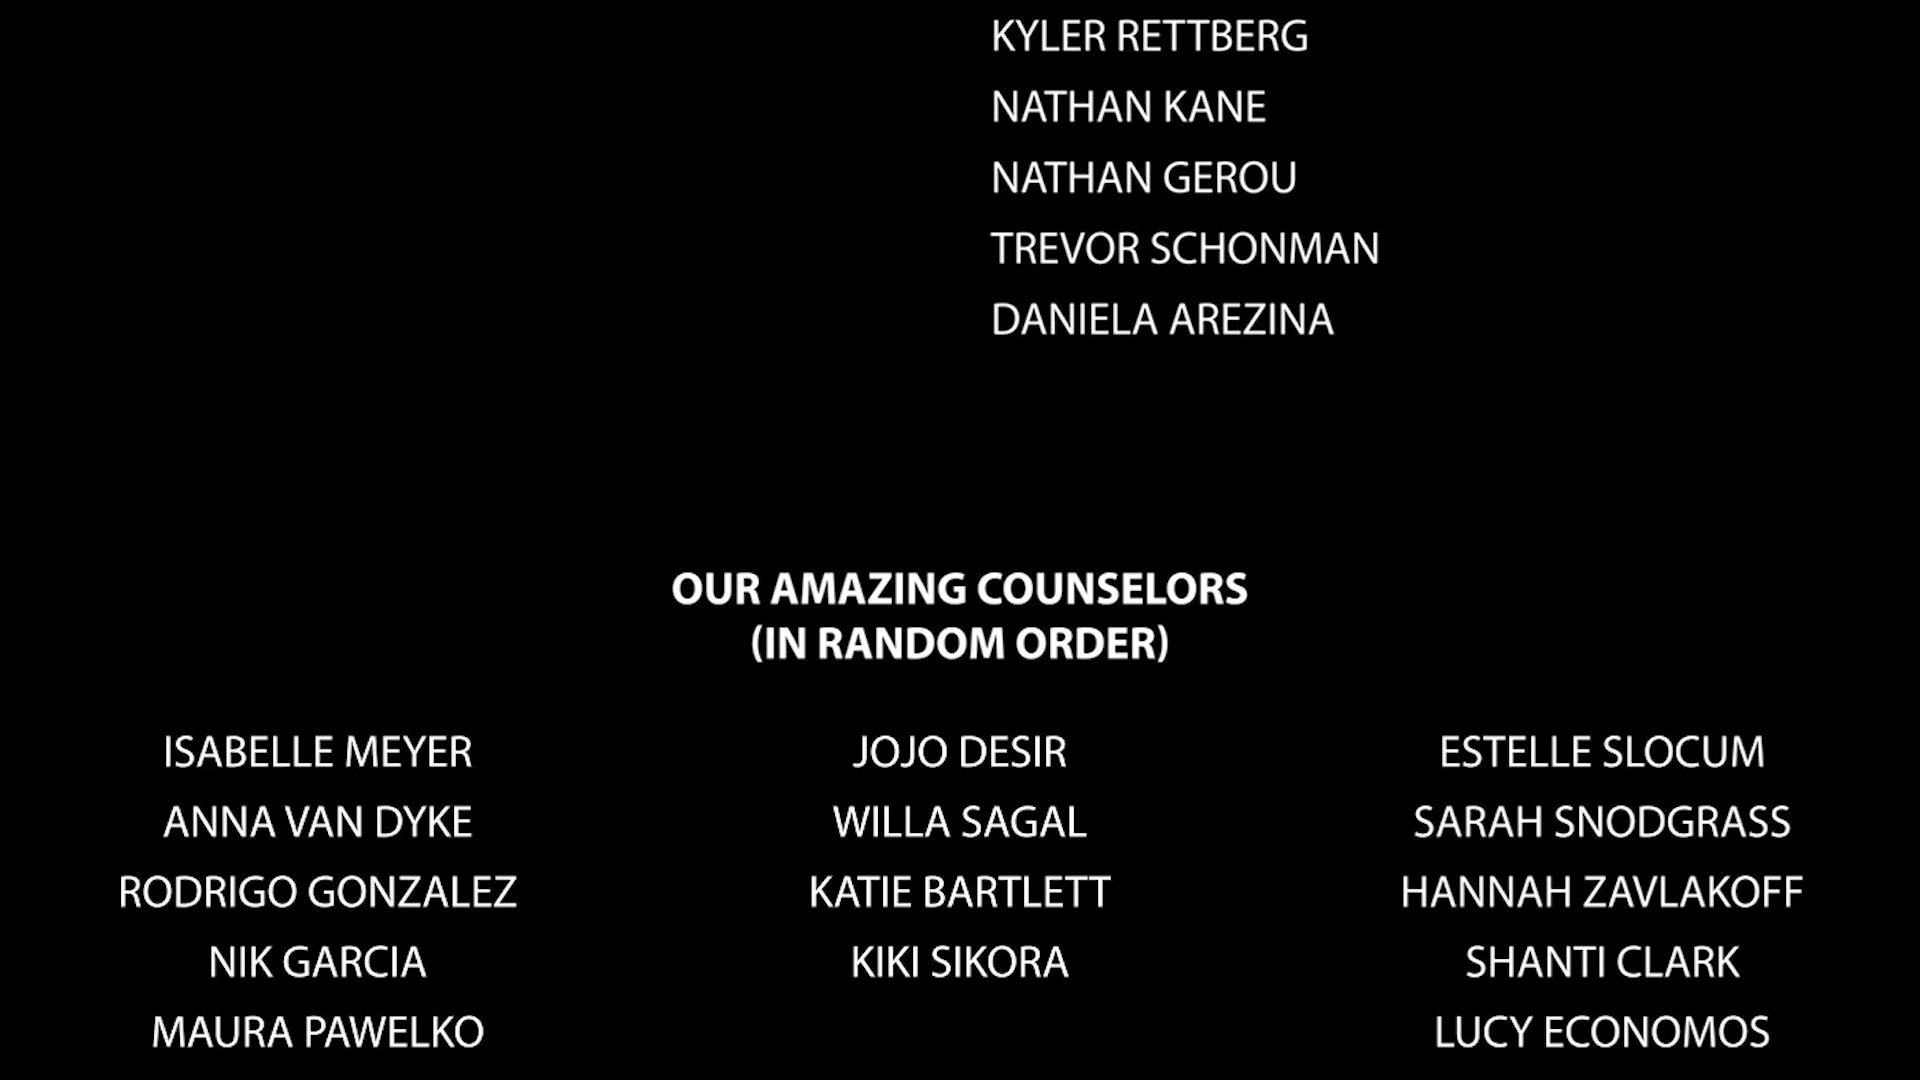 KYLER RETTBERG
NATHAN KANE
NATHAN GEROU
TREVOR SCHONMAN
DANIELA AREZINA
OUR AMAZING COUNSELORS
(IN RANDOM ORDER)
ISABELLE MEYER
ANNA VAN DYKE
RODRIGO GONZALEZ
NIK GARCIA
MAURA PAWELKO
JOJO DESIR
WILLA SAGAL
KATIE BARTLETT
KIKI SIKORA
ESTELLE SLOCUM
SARAH SNODGRASS
HANNAH ZAVLAKOFF
SHANTI CLARK
LUCY ECONOMOS